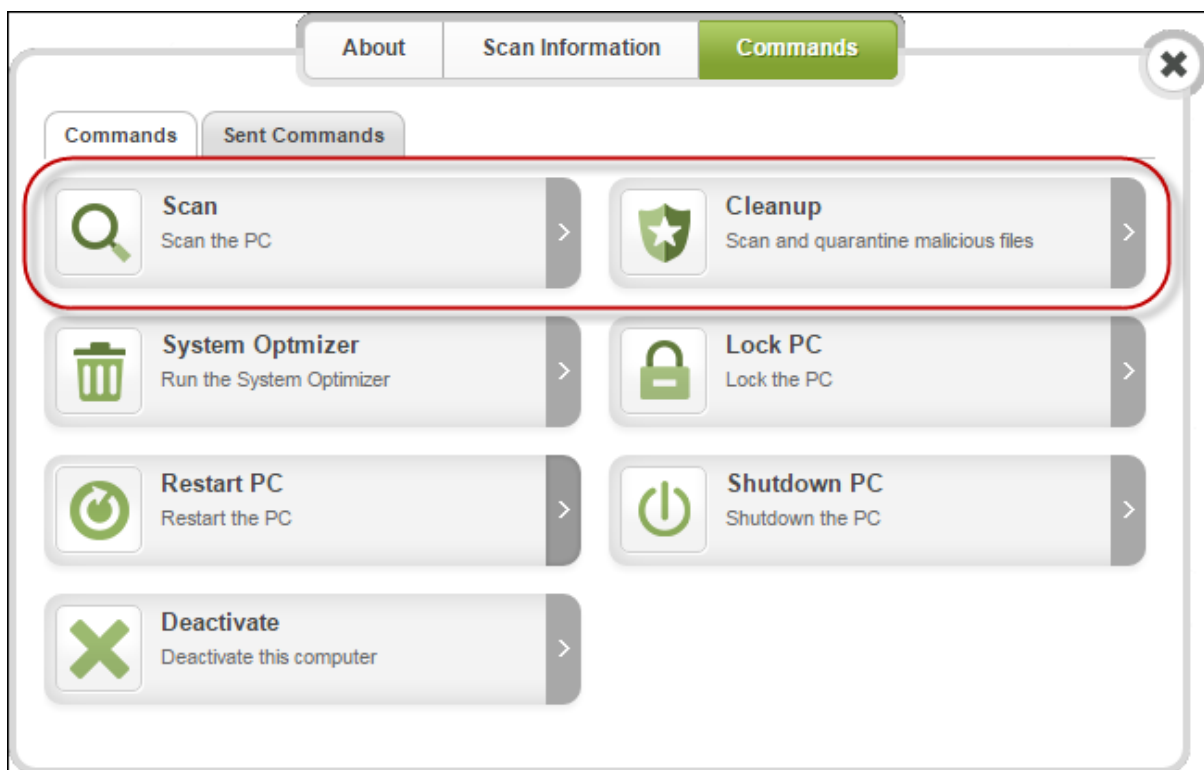 About
Scan Information
Commands
Commands
Sent Commands
Scan
Scan the PC
Cleanup
Scan and quarantine malicious files
System Optmizer
Run the System Optimizer
Lock PC
Lock the PC
Restart PC
Restart the PC
Shutdown PC
Shutdown the PC
Deactivate
Deactivate this computer